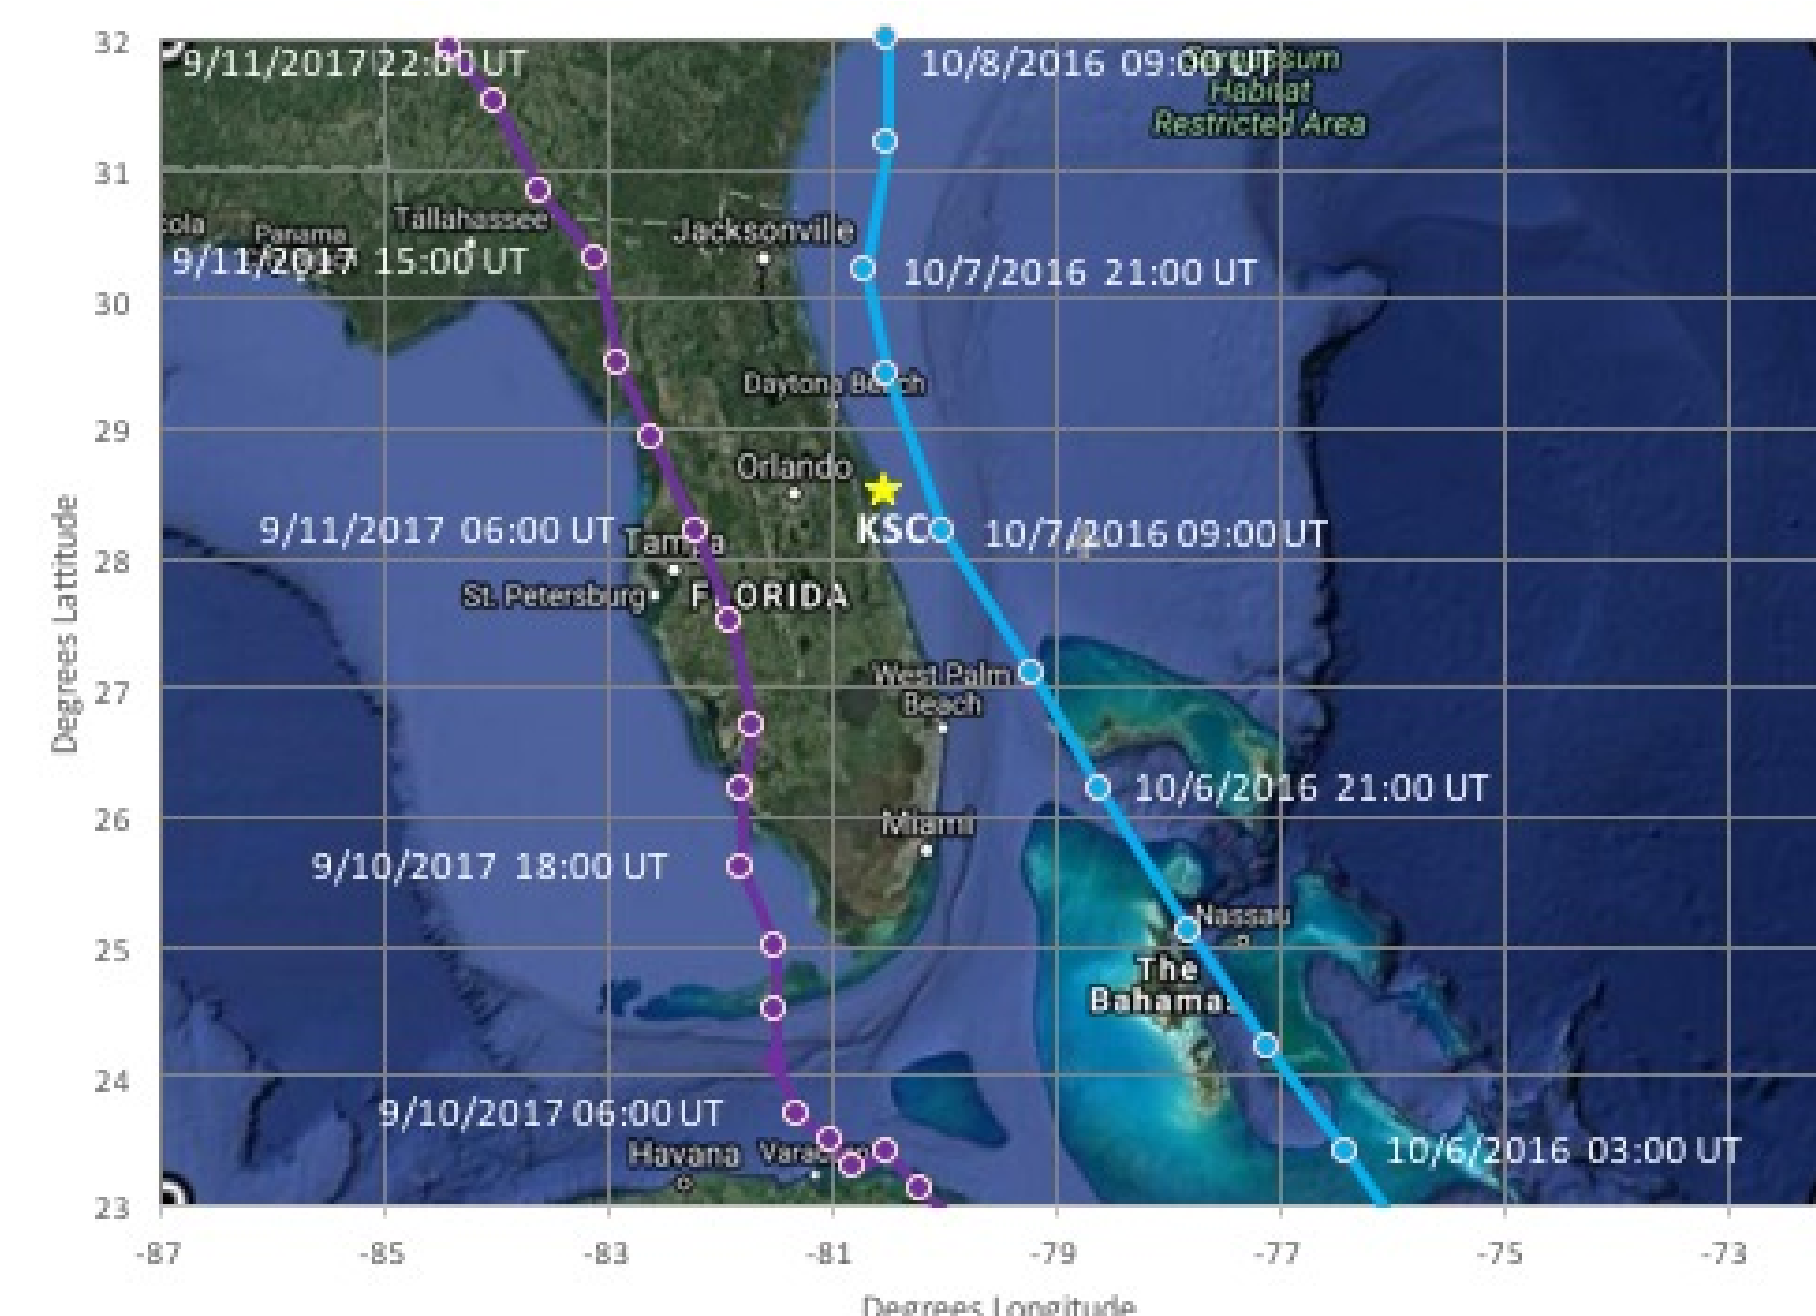 32
9/11/2017 22:00 UT
10/8/2016 09:00 UT
Sargassum
Habitat
Restricted Area
31
Tallahassee
Panama
Jacksonville
9/11/2017 15:00 UT
10/7/2016 21:00 UT
30
Daytona Beach
29
Orlando
KSC
9/11/2017 06:00 UT
Tampa
10/7/2016 09:00 UT
28
St. Petersburg
FLORIDA
27
West Palm
Beach
10/6/2016 21:00 UT
26
Miami
9/10/2017 18:00 UT
Nassau
25
The
Bahamas
24
9/10/2017 06:00 UT
Havana
10/6/2016 03:00 UT
23
-87
-85
-83
-81
-79
-77
-75
-73
Degrees Lattitude
Degrees Longitude